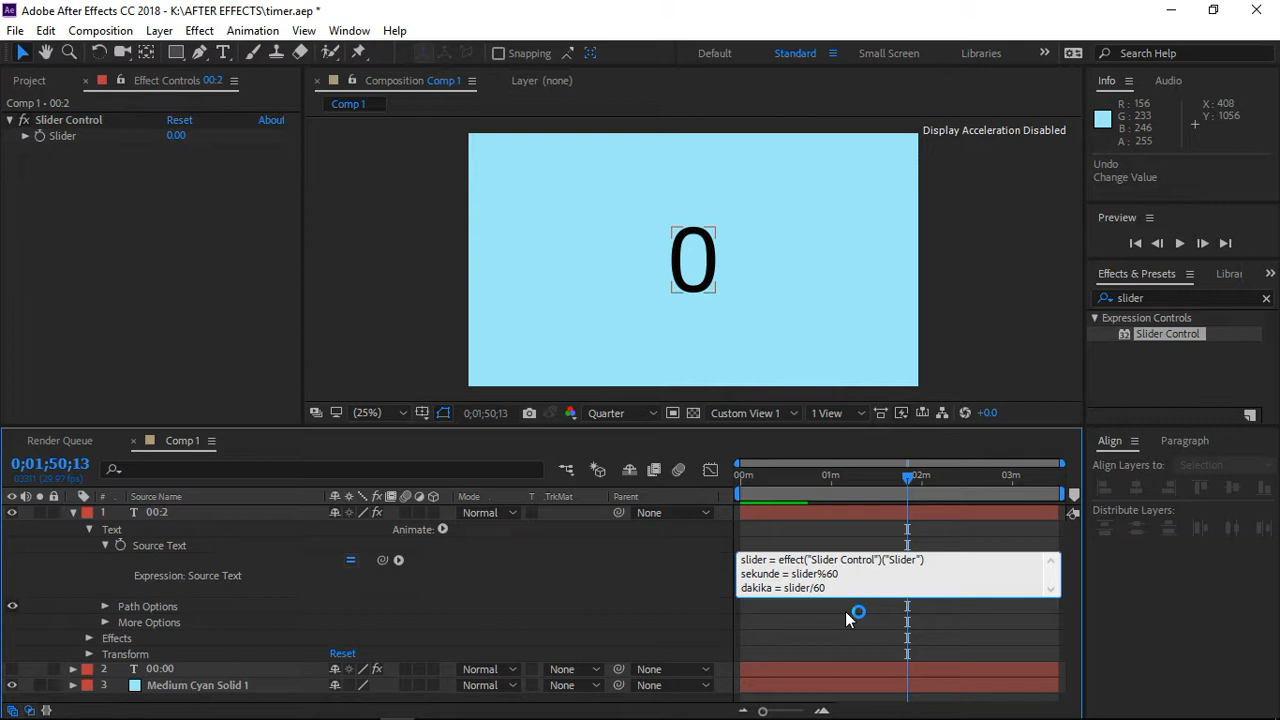 Adobe After Effects CC 2018 - K:\AFTER EFFECTS\timer.aep *
File Edit Composition Layer Effect Animation View Window Help
Snapping Default Standard Small Screen Libraries Search Help
Project Effect Controls 00:2 Composition Comp 1 Layer (none) Info Audio
Comp 1 • 00:2 Comp 1 R : 156 X : 408
fx Slider Control Reset About G : 233 Y : 1056
Slider 0.00 B : 246
Display Acceleration Disabled A : 255
Undo
Change Value
Preview
0
Effects & Presets Librar
slider
Expression Controls
Slider Control
(25%) 0;01;50;13 Quarter Custom View 1 1 View +0.0
Render Queue Comp 1 Align Paragraph
0;01;50;13
03311 (29.97 fps)
Align Layers to: Selection
00m 01m 02m 03m
# Source Name Mode T .TrkMat Parent
1 T 00:2 Normal None
Distribute Layers:
Text Animate:
Source Text
Expression: Source Text
slider = effect("Slider Control")("Slider")
sekunde = slider%60
dakika = slider/60
Path Options
More Options
Effects
Transform Reset
2 T 00:00 Normal None None
3 Medium Cyan Solid 1 Normal None None